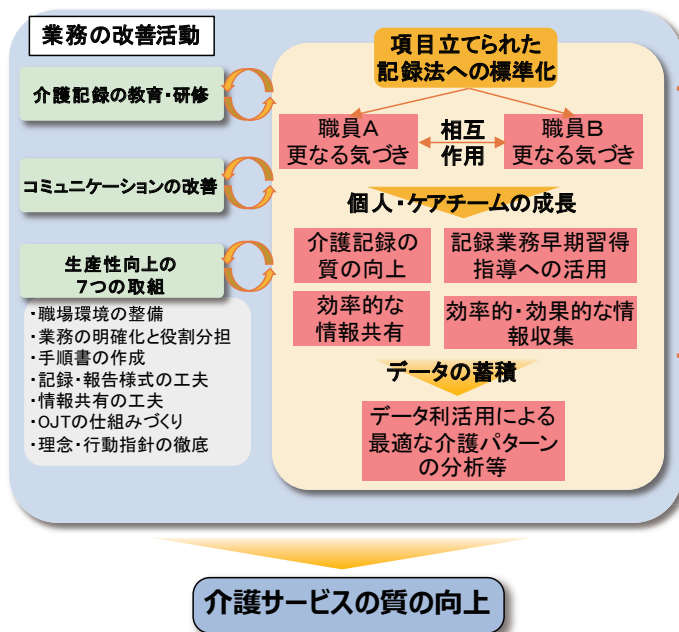 業務の改善活動
介護記録の教育・研修
コミュニケーションの改善
生産性向上の
7つの取組
・職場環境の整備
・業務の明確化と役割分担
・手順書の作成
・記録・報告様式の工夫
・情報共有の工夫
・OJTの仕組みづくり
・理念・行動指針の徹底
項目立てられた
記録法への標準化
職員A
更なる気づき
相互
作用
職員B
更なる気づき
個人・ケアチームの成長
介護記録の
質の向上
記録業務早期習得
指導への活用
効率的な
情報共有
効率的・効果的な情
報収集
データの蓄積
データ利活用による
最適な介護パターン
の分析等
介護サービスの質の向上